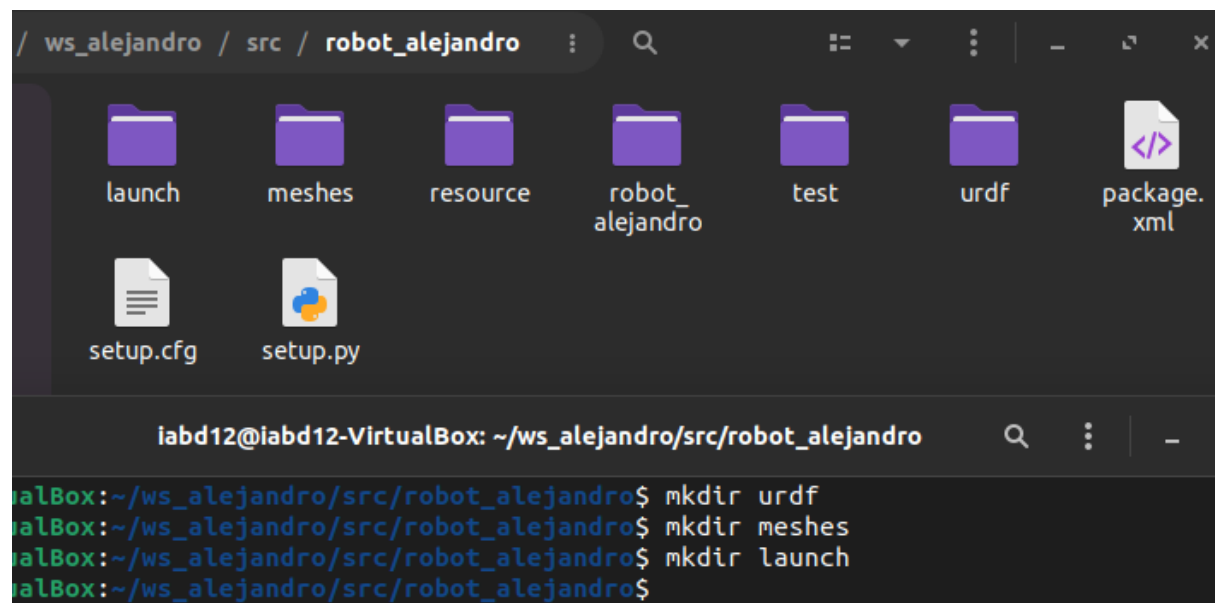 / ws_alejandro / src / robot_alejandro
launch meshes resource robot_ test urdf package.
alejandro xml
setup.cfg setup.py
iabd12@iabd12-VirtualBox: ~/ws_alejandro/src/robot_alejandro
ualBox:~/ws_alejandro/src/robot_alejandro$ mkdir urdf
ualBox:~/ws_alejandro/src/robot_alejandro$ mkdir meshes
ualBox:~/ws_alejandro/src/robot_alejandro$ mkdir launch
ualBox:~/ws_alejandro/src/robot_alejandro$